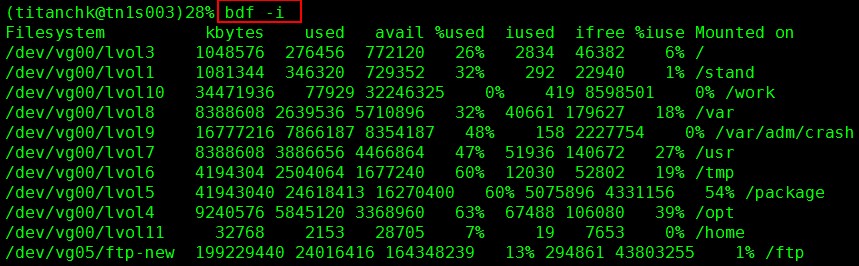 (titanchk@tn1s003)28% bdf -i
Filesystem kbytes used avail %used iused ifree %iuse Mounted on
/dev/vg00/lvol3 1048576 276456 772120 26% 2834 46382 6% /
/dev/vg00/lvol1 1081344 346320 729352 32% 292 22940 1% /stand
/dev/vg00/lvol10 34471936 77929 32246325 0% 419 8598501 0% /work
/dev/vg00/lvol8 8388608 2639536 5710896 32% 40661 179627 18% /var
/dev/vg00/lvol9 16777216 7866187 8354187 48% 158 2227754 0% /var/adm/crash
/dev/vg00/lvol7 8388608 3886656 4466864 47% 51936 140672 27% /usr
/dev/vg00/lvol6 4194304 2504064 1677240 60% 12030 52802 19% /tmp
/dev/vg00/lvol5 41943040 24618413 16270400 60% 5075896 4331156 54% /package
/dev/vg00/lvol4 9240576 5845120 3368960 63% 67488 106080 39% /opt
/dev/vg00/lvol11 32768 2153 28705 7% 19 7653 0% /home
/dev/vg05/ftp-new 199229440 24016416 164348239 13% 294861 43803255 1% /ftp